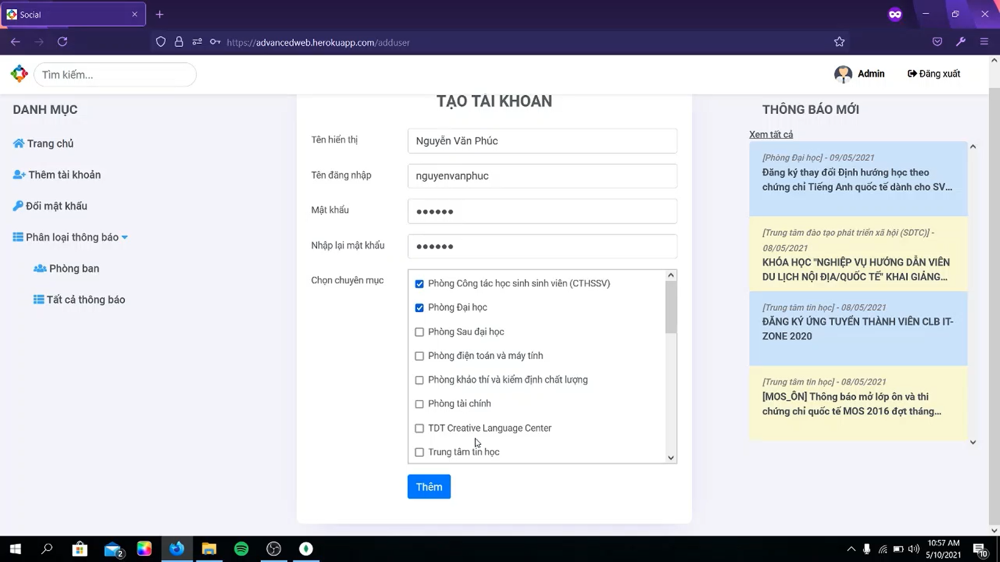 Social
https://advancedweb.herokuapp.com/adduser
Tìm kiếm...
Admin
Đăng xuất
DANH MỤC
Trang chủ
Thêm tài khoản
Đổi mật khẩu
Phân loại thông báo
Phòng ban
Tất cả thông báo
TẠO TÀI KHOẢN
Tên hiển thị
Nguyễn Văn Phúc
Tên đăng nhập
nguyenvanphuc
Mật khẩu
●●●●●●
Nhập lại mật khẩu
●●●●●●
Chọn chuyên mục
Phòng Công tác học sinh sinh viên (CTHSSV)
Phòng Đại học
Phòng Sau đại học
Phòng điện toán và máy tính
Phòng khảo thí và kiểm định chất lượng
Phòng tài chính
TDT Creative Language Center
Trung tâm tin học
Thêm
THÔNG BÁO MỚI
Xem tất cả
[Phòng Đại học] - 09/05/2021
Đăng ký thay đổi Định hướng học theo
chứng chỉ Tiếng Anh quốc tế dành cho SV...
[Trung tâm đào tạo phát triển xã hội (SDTC)] -
08/05/2021
KHÓA HỌC "NGHIỆP VỤ HƯỚNG DẪN VIÊN
DU LỊCH NỘI ĐỊA/QUỐC TẾ" KHAI GIẢNG...
[Trung tâm tin học] - 08/05/2021
ĐĂNG KÝ ỨNG TUYỂN THÀNH VIÊN CLB IT-
ZONE 2020
[Trung tâm tin học] - 08/05/2021
[MOS_ÔN] Thông báo mở lớp ôn và thi
chứng chỉ quốc tế MOS 2016 đợt tháng...
2
10:57 AM
5/10/2021
10